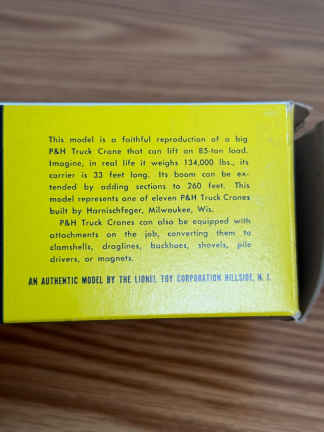 This model is a faithful reproduction of a big
P&H Truck Crane that can lift an 85-ton load.
Imagine, in real life it weighs 134,000 lbs., its
carrier is 33 feet long. Its boom can be ex-
tended by adding sections to 260 feet. This
model represents one of eleven P&H Truck Cranes
built by Harnischfeger, Milwaukee, Wis.
P&H Truck Cranes can also be equipped with
attachments on the job, converting them to
clamshells, draglines, backhoes, shovels, pile
drivers, or magnets.
AN AUTHENTIC MODEL BY THE LIONEL TOY CORPORATION HILLSIDE, N. J.